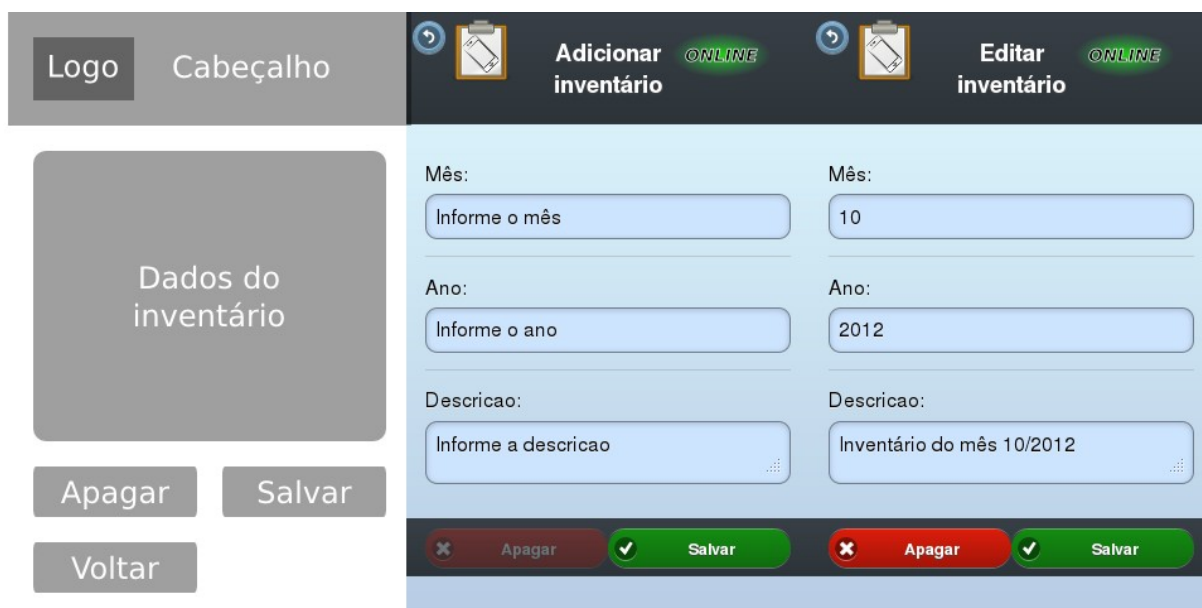 Logo
Cabeçalho
Dados do
inventário
Apagar
Salvar
Voltar
Adicionar
inventário
ONLINE
Mês:
Informe o mês
Ano:
Informe o ano
Descricao:
Informe a descricao
Apagar
Salvar
Editar
inventário
ONLINE
Mês:
10
Ano:
2012
Descricao:
Inventário do mês 10/2012
Apagar
Salvar